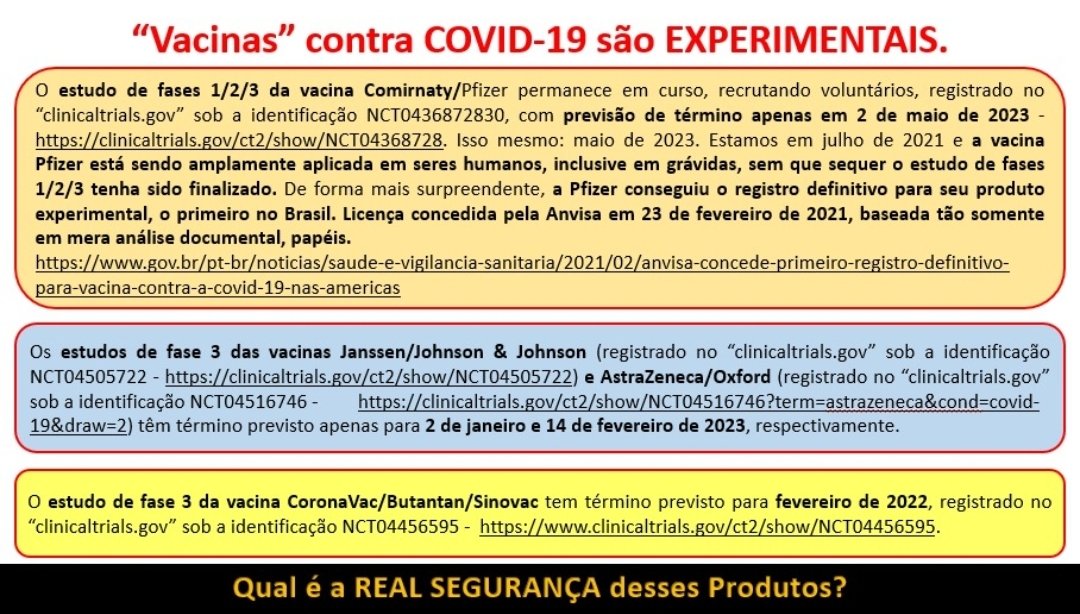 “Vacinas” contra COVID-19 são EXPERIMENTAIS.
O estudo de fases 1/2/3 da vacina Comirnaty/Pfizer permanece em curso, recrutando voluntários, registrado no
“clinicaltrials.gov” sob a identificação NCT0436872830, com previsão de término apenas em 2 de maio de 2023 -
https://clinicaltrials.gov/ct2/show/NCT04368728. Isso mesmo: maio de 2023. Estamos em julho de 2021 e a vacina
Pfizer está sendo amplamente aplicada em seres humanos, inclusive em grávidas, sem que sequer o estudo de fases
1/2/3 tenha sido finalizado. De forma mais surpreendente, a Pfizer conseguiu o registro definitivo para seu produto
experimental, o primeiro no Brasil. Licença concedida pela Anvisa em 23 de fevereiro de 2021, baseada tão somente
em mera análise documental, papéis.
https://www.gov.br/pt-br/noticias/saude-e-vigilancia-sanitaria/2021/02/anvisa-concede-primeiro-registro-definitivo-
para-vacina-contra-a-covid-19-nas-americas
Os estudos de fase 3 das vacinas Janssen/Johnson & Johnson (registrado no “clinicaltrials.gov” sob a identificação
NCT04505722 - https://clinicaltrials.gov/ct2/show/NCT04505722) e AstraZeneca/Oxford (registrado no “clinicaltrials.gov”
sob a identificação NCT04516746 - https://clinicaltrials.gov/ct2/show/NCT04516746?term=astrazeneca&cond=covid-
19&draw=2) têm término previsto apenas para 2 de janeiro e 14 de fevereiro de 2023, respectivamente.
O estudo de fase 3 da vacina CoronaVac/Butantan/Sinovac tem término previsto para fevereiro de 2022, registrado no
“clinicaltrials.gov” sob a identificação NCT04456595 - https://www.clinicaltrials.gov/ct2/show/NCT04456595.
Qual é a REAL SEGURANÇA desses Produtos?